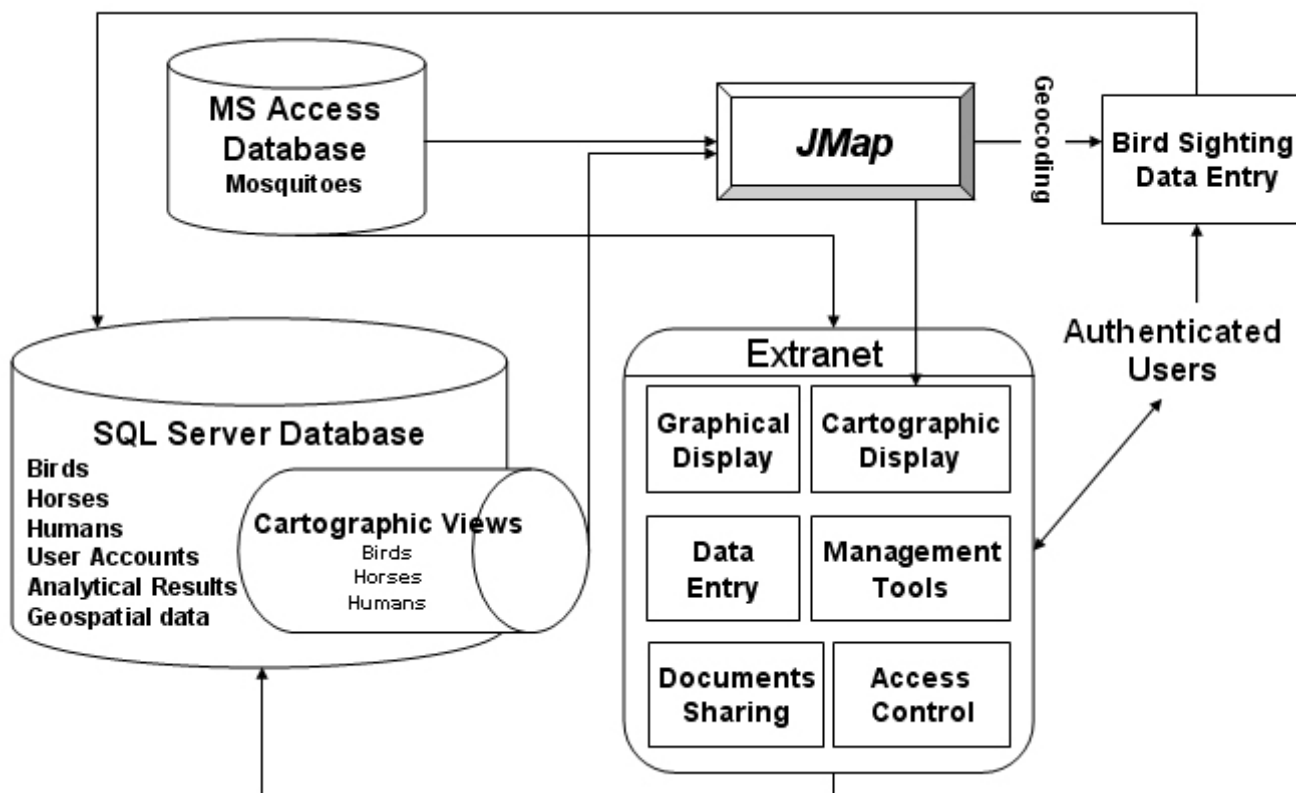 MS Access
Database
Mosquitoes
JMap
Geocoding
Bird Sighting
Data Entry
Authenticated
Users
SQL Server Database
Birds
Horses
Humans
User Accounts
Analytical Results
Geospatial data
Cartographic Views
Birds
Horses
Humans
Extranet
Graphical
Display
Cartographic
Display
Data
Entry
Management
Tools
Documents
Sharing
Access
Control